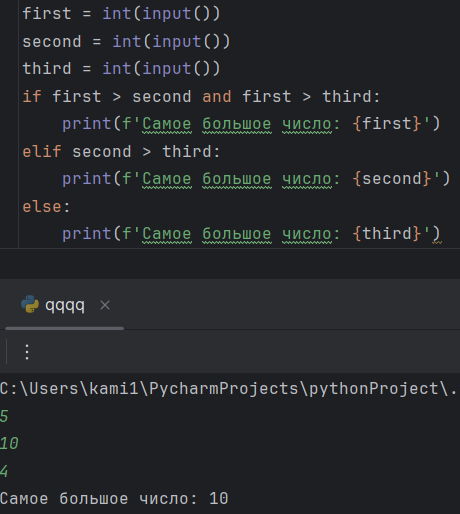 first = int(input())
second = int(input())
third = int(input())
if first > second and first > third:
    print(f'Самое большое число: {first}')
elif second > third:
    print(f'Самое большое число: {second}')
else:
    print(f'Самое большое число: {third}')
qqqq
C:\Users\kami1\PycharmProjects\pythonProject\.
5
10
4
Самое большое число: 10